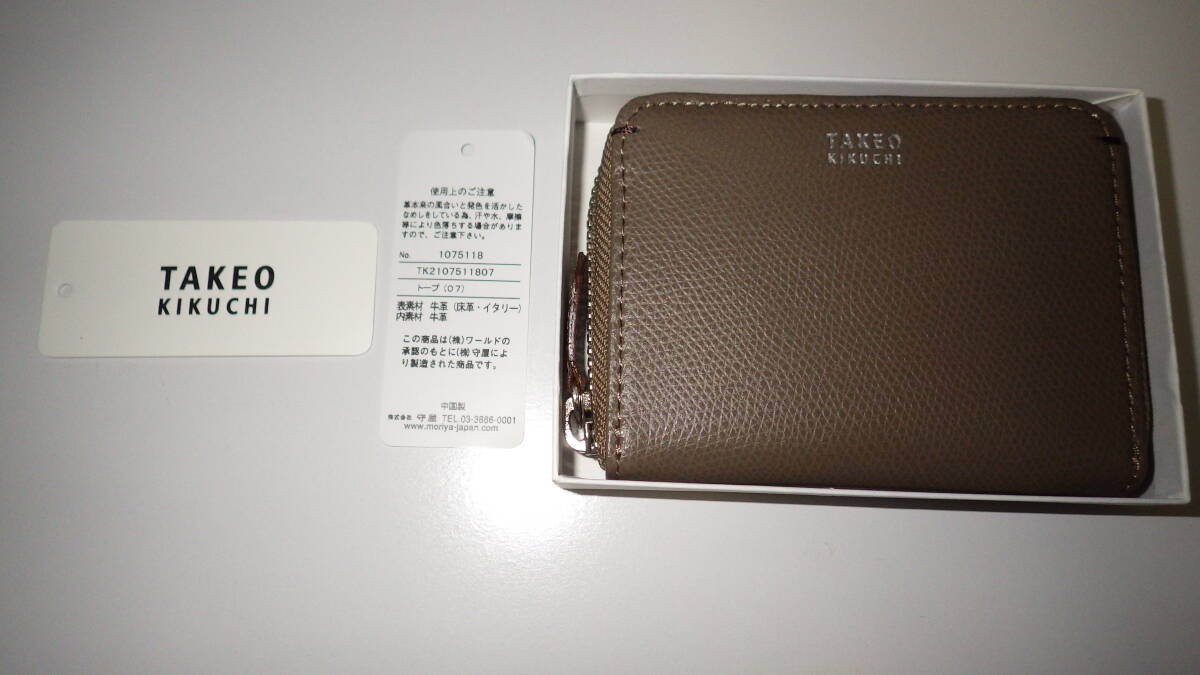 TAKEO
KIKUCHI
使用上のご注意
革本来の風合いと発色を活かした
なめしをしている為、汗や水、摩擦
等により色落ちする場合がありま
すので、ご注意下さい。
No. 1075118
TK2107511807
トープ(07)
表素材 牛革(床革・イタリー)
内素材 牛革
この商品は(株)ワールドの
承認のもとに(株)守屋によ
り製造された商品です。
中国製
株式会社 守屋 TEL.03-3866-0001
www.moriya-japan.com
TAKEO
KIKUCHI